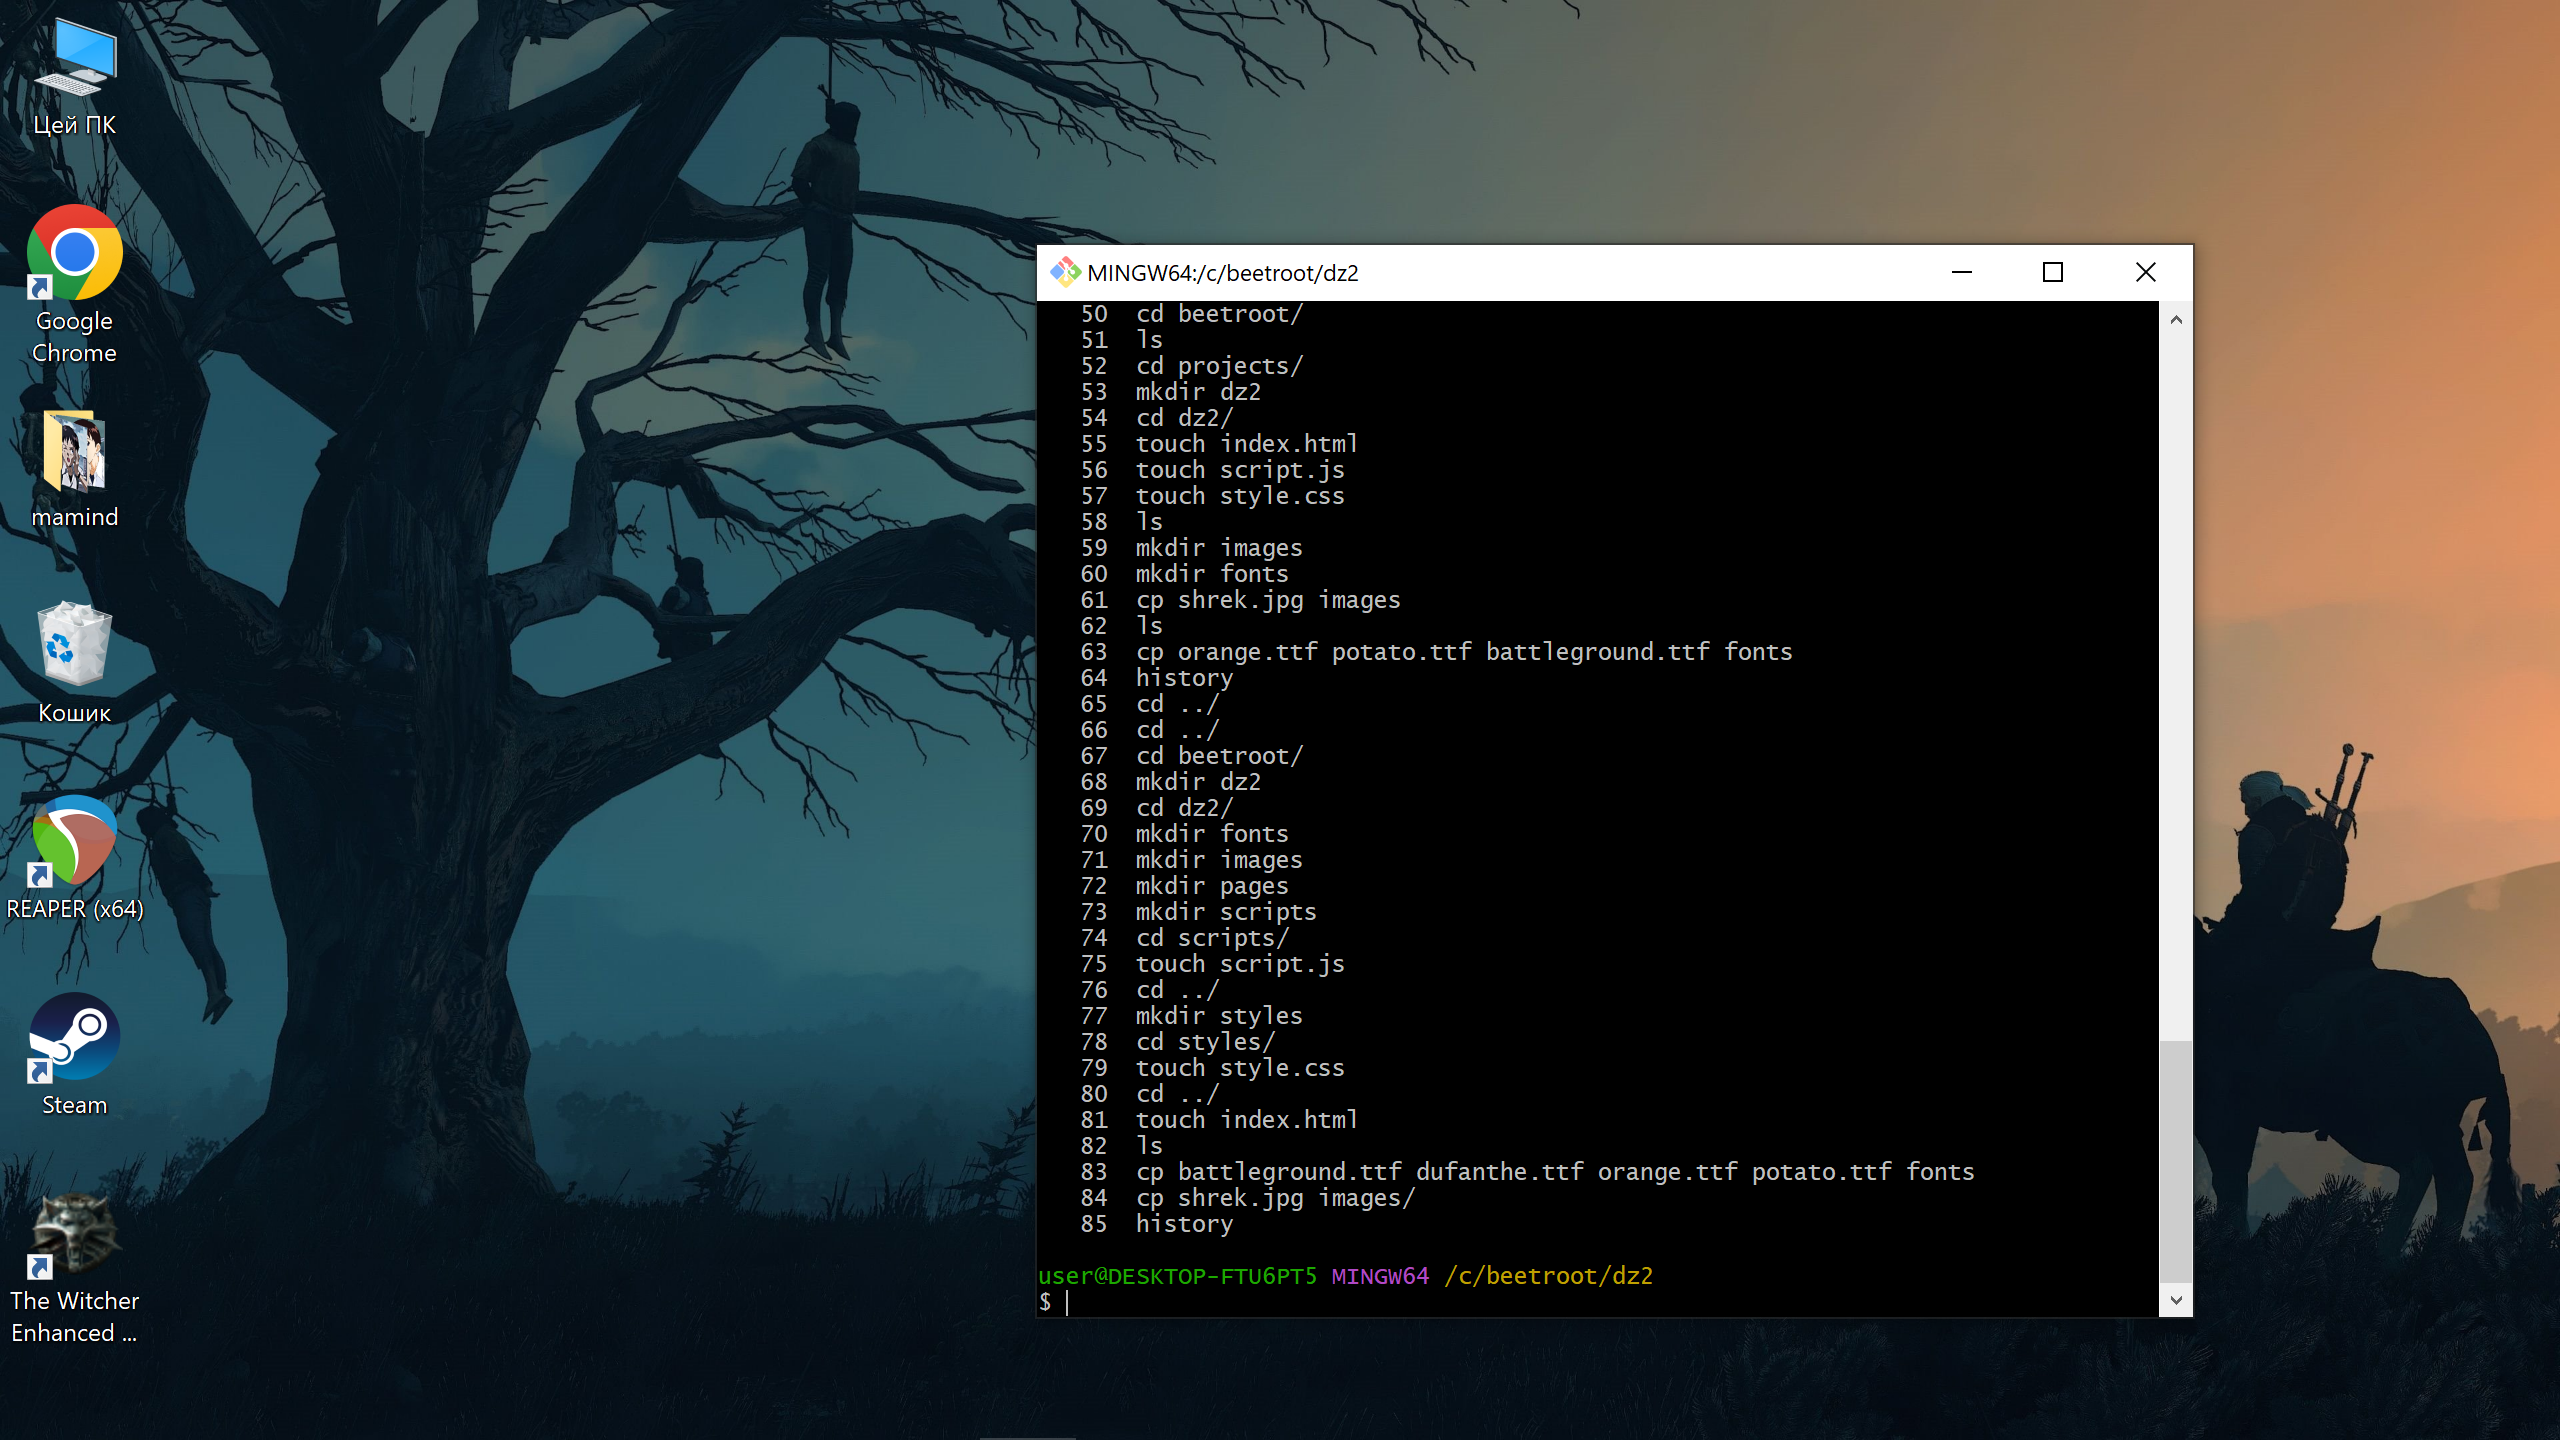 Цей ПК
Google
Chrome
mamind
Кошик
REAPER (x64)
Steam
The Witcher
Enhanced ...
MINGW64:/c/beetroot/dz2
50 cd beetroot/
51 ls
52 cd projects/
53 mkdir dz2
54 cd dz2/
55 touch index.html
56 touch script.js
57 touch style.css
58 ls
59 mkdir images
60 mkdir fonts
61 cp shrek.jpg images
62 ls
63 cp orange.ttf potato.ttf battleground.ttf fonts
64 history
65 cd ../
66 cd ../
67 cd beetroot/
68 mkdir dz2
69 cd dz2/
70 mkdir fonts
71 mkdir images
72 mkdir pages
73 mkdir scripts
74 cd scripts/
75 touch script.js
76 cd ../
77 mkdir styles
78 cd styles/
79 touch style.css
80 cd ../
81 touch index.html
82 ls
83 cp battleground.ttf dufanthe.ttf orange.ttf potato.ttf fonts
84 cp shrek.jpg images/
85 history
user@DESKTOP-FTU6PT5 MINGW64 /c/beetroot/dz2
$